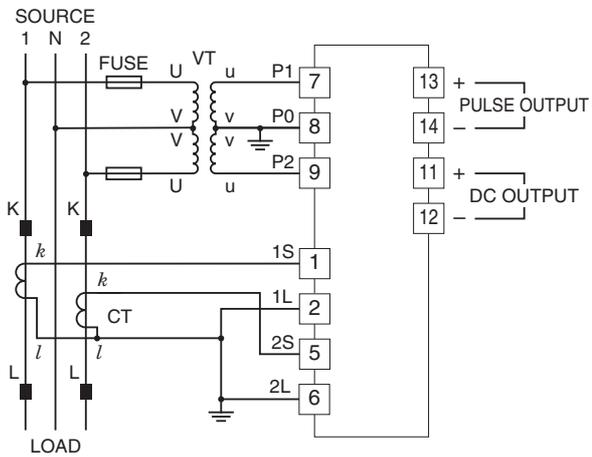 SOURCE
1 N 2
FUSE
VT
U u P1 7 13 +
PULSE OUTPUT
V v P0 8 14 −
V v
U u P2 9 11 +
DC OUTPUT
12 −
K K
k 1S 1
k 1L 2
CT
l l 2S 5
L L 2L 6
LOAD